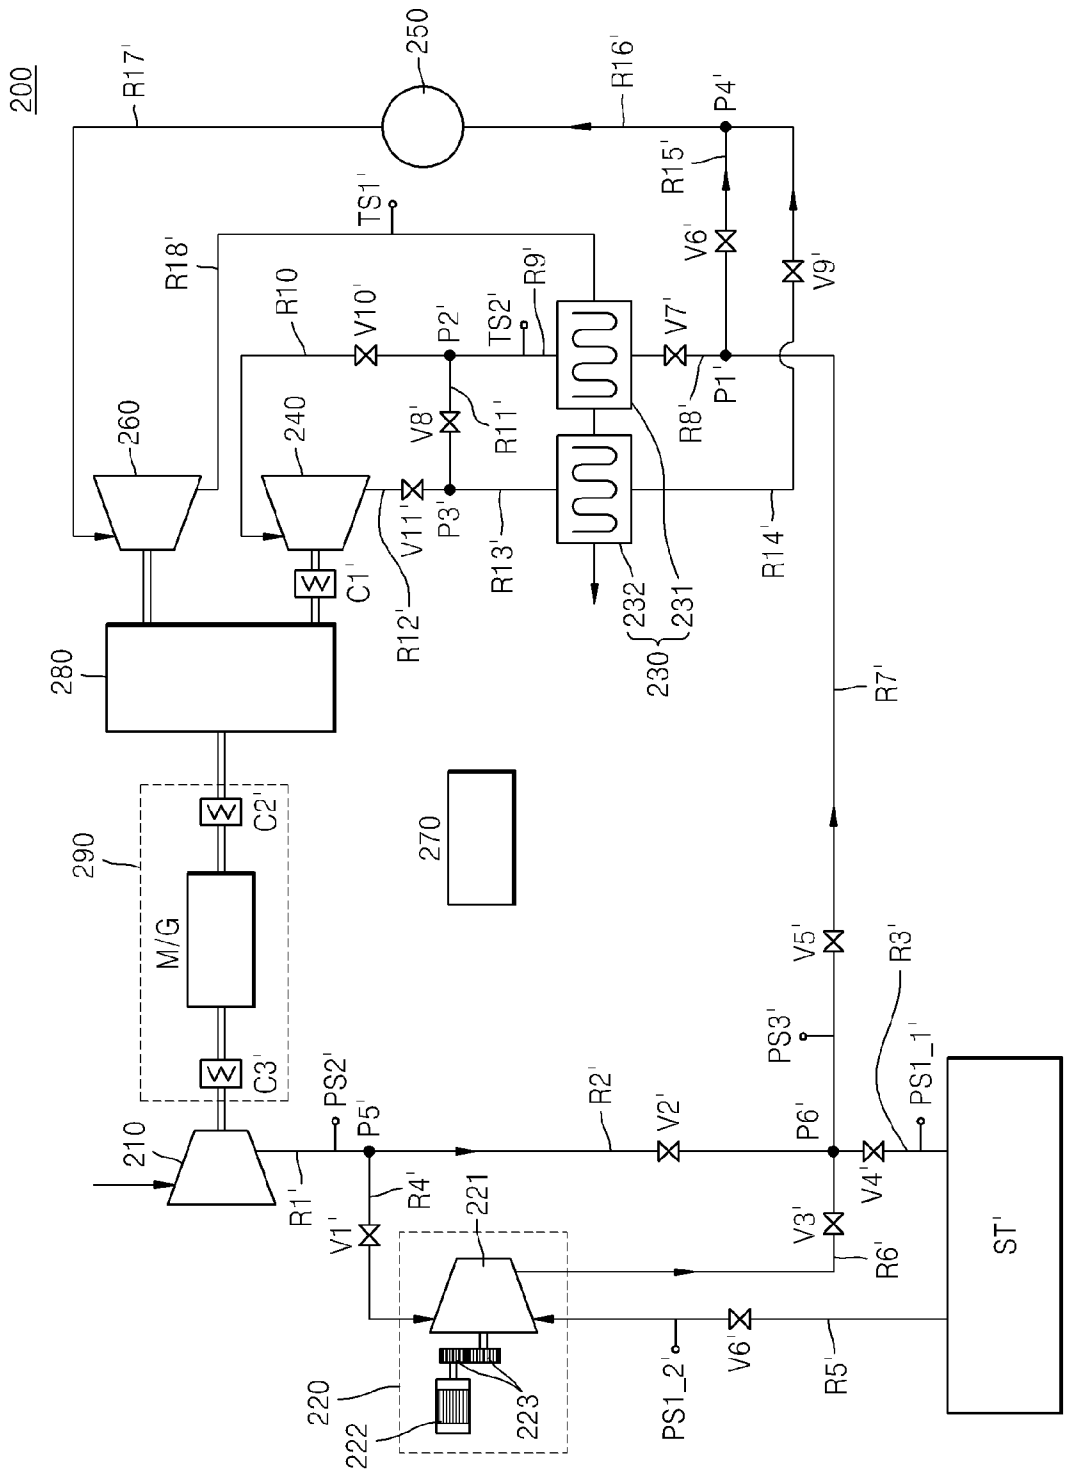 200
R17'
250
R16'
P4'
R15'
TS1'
R18'
V6'
V9'
R10
V10'
P2'
TS2'
R9'
V7'
P1'
R8'
260
240
V8'
R11'
P3'
V11'
R12'
R13'
R14'
C1'
232
231
230
280
R7'
290
C2'
M/G
C3'
270
V5'
R3'
PS3'
PS1_1'
210
PS2'
P5'
R1'
R2'
V2'
P6'
V4'
R4'
V1'
221
V3'
R6'
ST'
220
222
223
PS1_2'
V6'
R5'